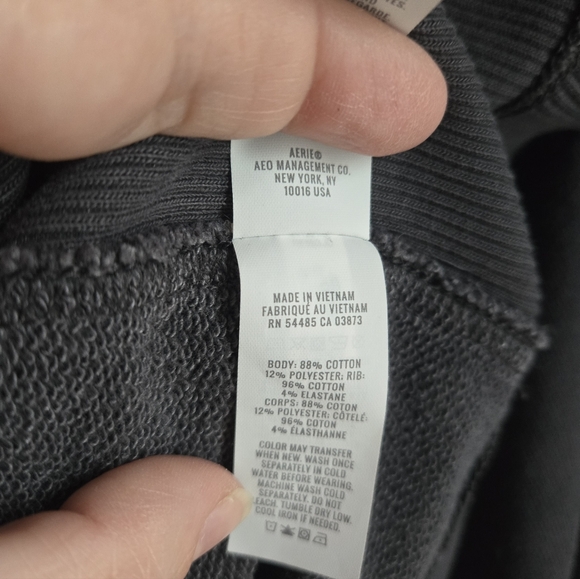 GARDE.
AERIE®
AEO MANAGEMENT CO.
NEW YORK, NY
10016 USA
MADE IN VIETNAM
FABRIQUÉ AU VIETNAM
RN 54485 CA 03873
BODY: 88% COTTON
12% POLYESTER; RIB:
96% COTTON
4% ELASTANE
CORPS: 88% COTON
12% POLYESTER; CÔTELÉ:
96% COTON
4% ÉLASTHANNE
COLOR MAY TRANSFER
WHEN NEW. WASH ONCE
SEPARATELY IN COLD
WATER BEFORE WEARING.
MACHINE WASH COLD
SEPARATELY. DO NOT
EACH. TUMBLE DRY LOW.
COOL IRON IF NEEDED.